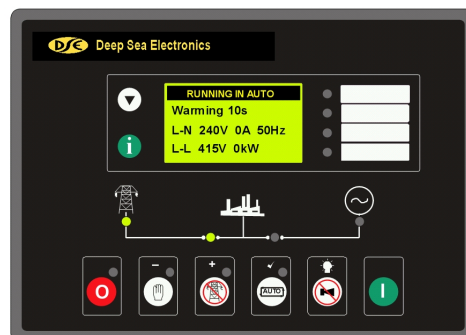 DSE Deep Sea Electronics
RUNNING IN AUTO
Warming 10s
L-N 240V 0A 50Hz
L-L 415V 0kW
i
O
AUTO
I